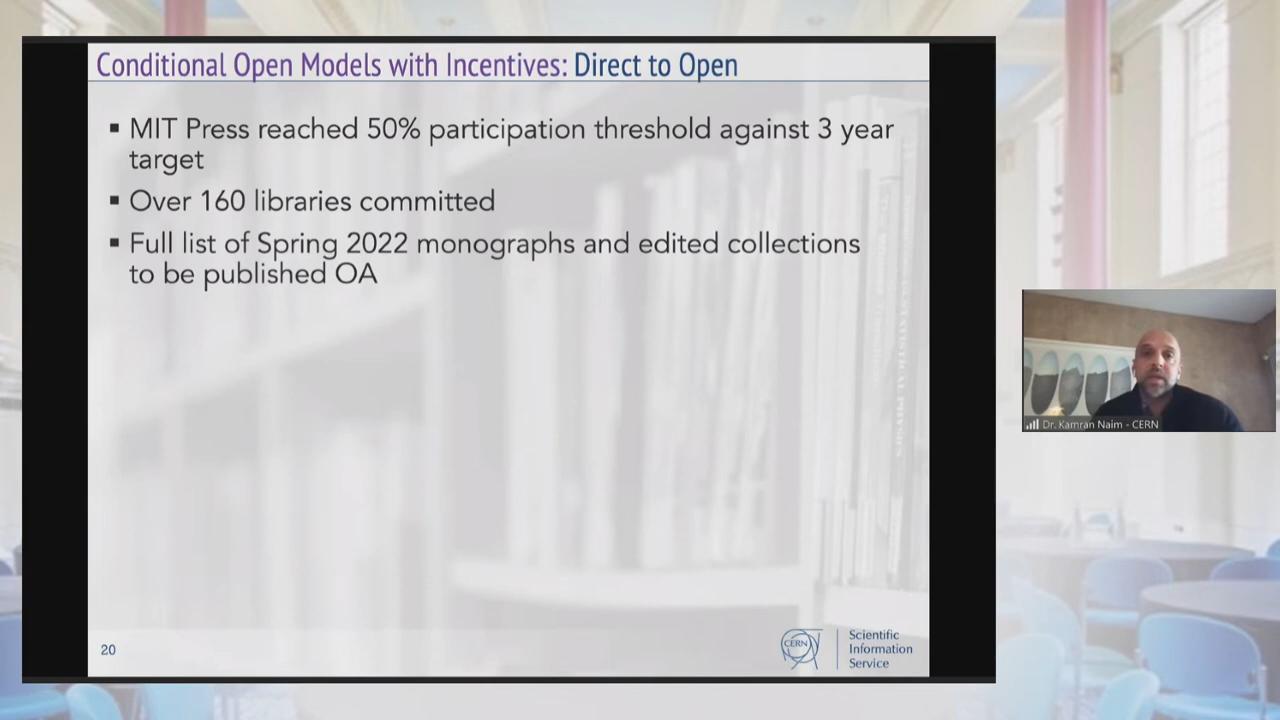 Conditional Open Models with Incentives: Direct to Open
▪ MIT Press reached 50% participation threshold against 3 year
target
▪ Over 160 libraries committed
▪ Full list of Spring 2022 monographs and edited collections
to be published OA
20
CERN
Scientific
Information
Service
Dr. Kamran Naim - CERN